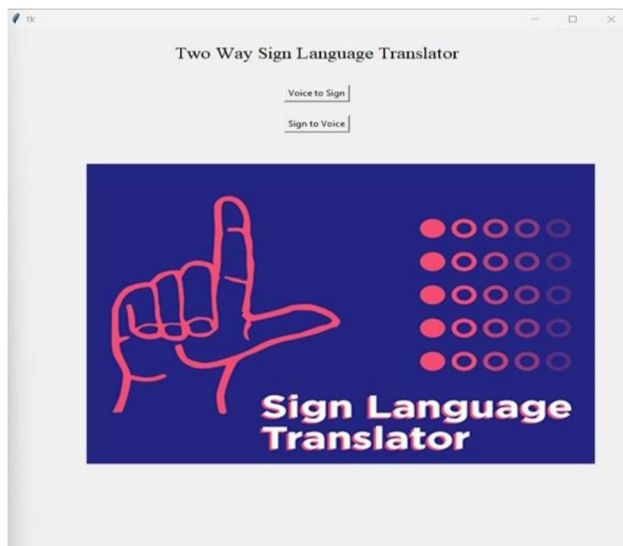 tk
Two Way Sign Language Translator
Voice to Sign
Sign to Voice
Sign Language
Translator